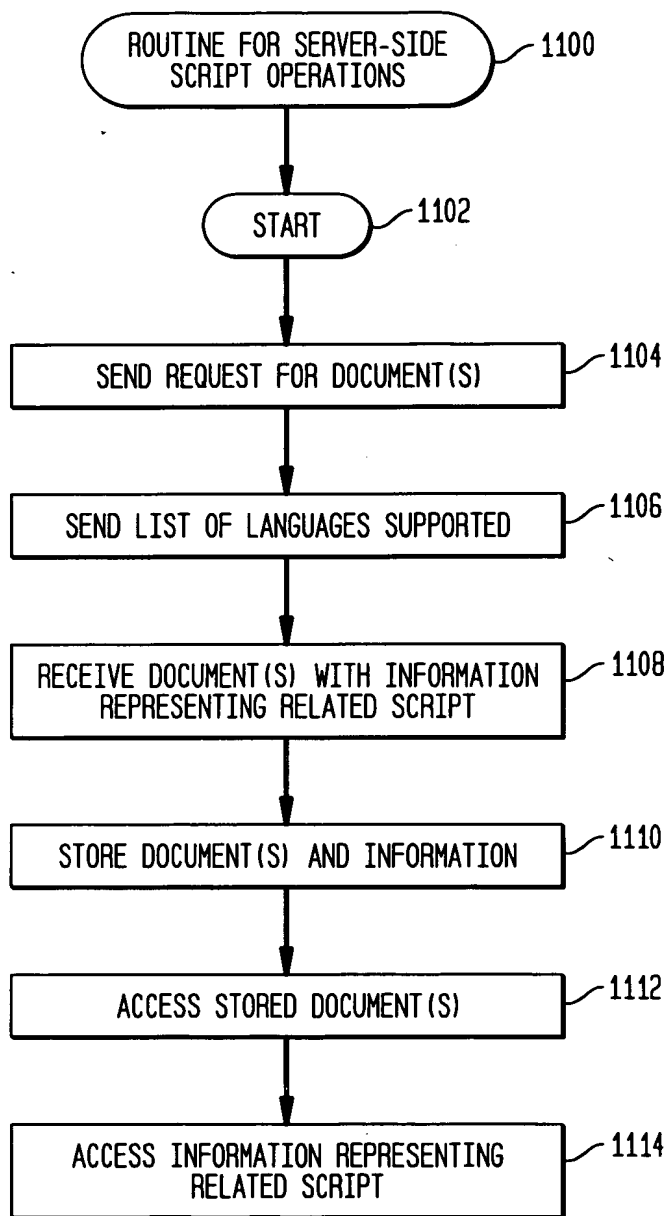 ROUTINE FOR SERVER-SIDE
SCRIPT OPERATIONS
1100
START
1102
SEND REQUEST FOR DOCUMENT(S)
1104
SEND LIST OF LANGUAGES SUPPORTED
1106
RECEIVE DOCUMENT(S) WITH INFORMATION
REPRESENTING RELATED SCRIPT
1108
STORE DOCUMENT(S) AND INFORMATION
1110
ACCESS STORED DOCUMENT(S)
1112
ACCESS INFORMATION REPRESENTING
RELATED SCRIPT
1114